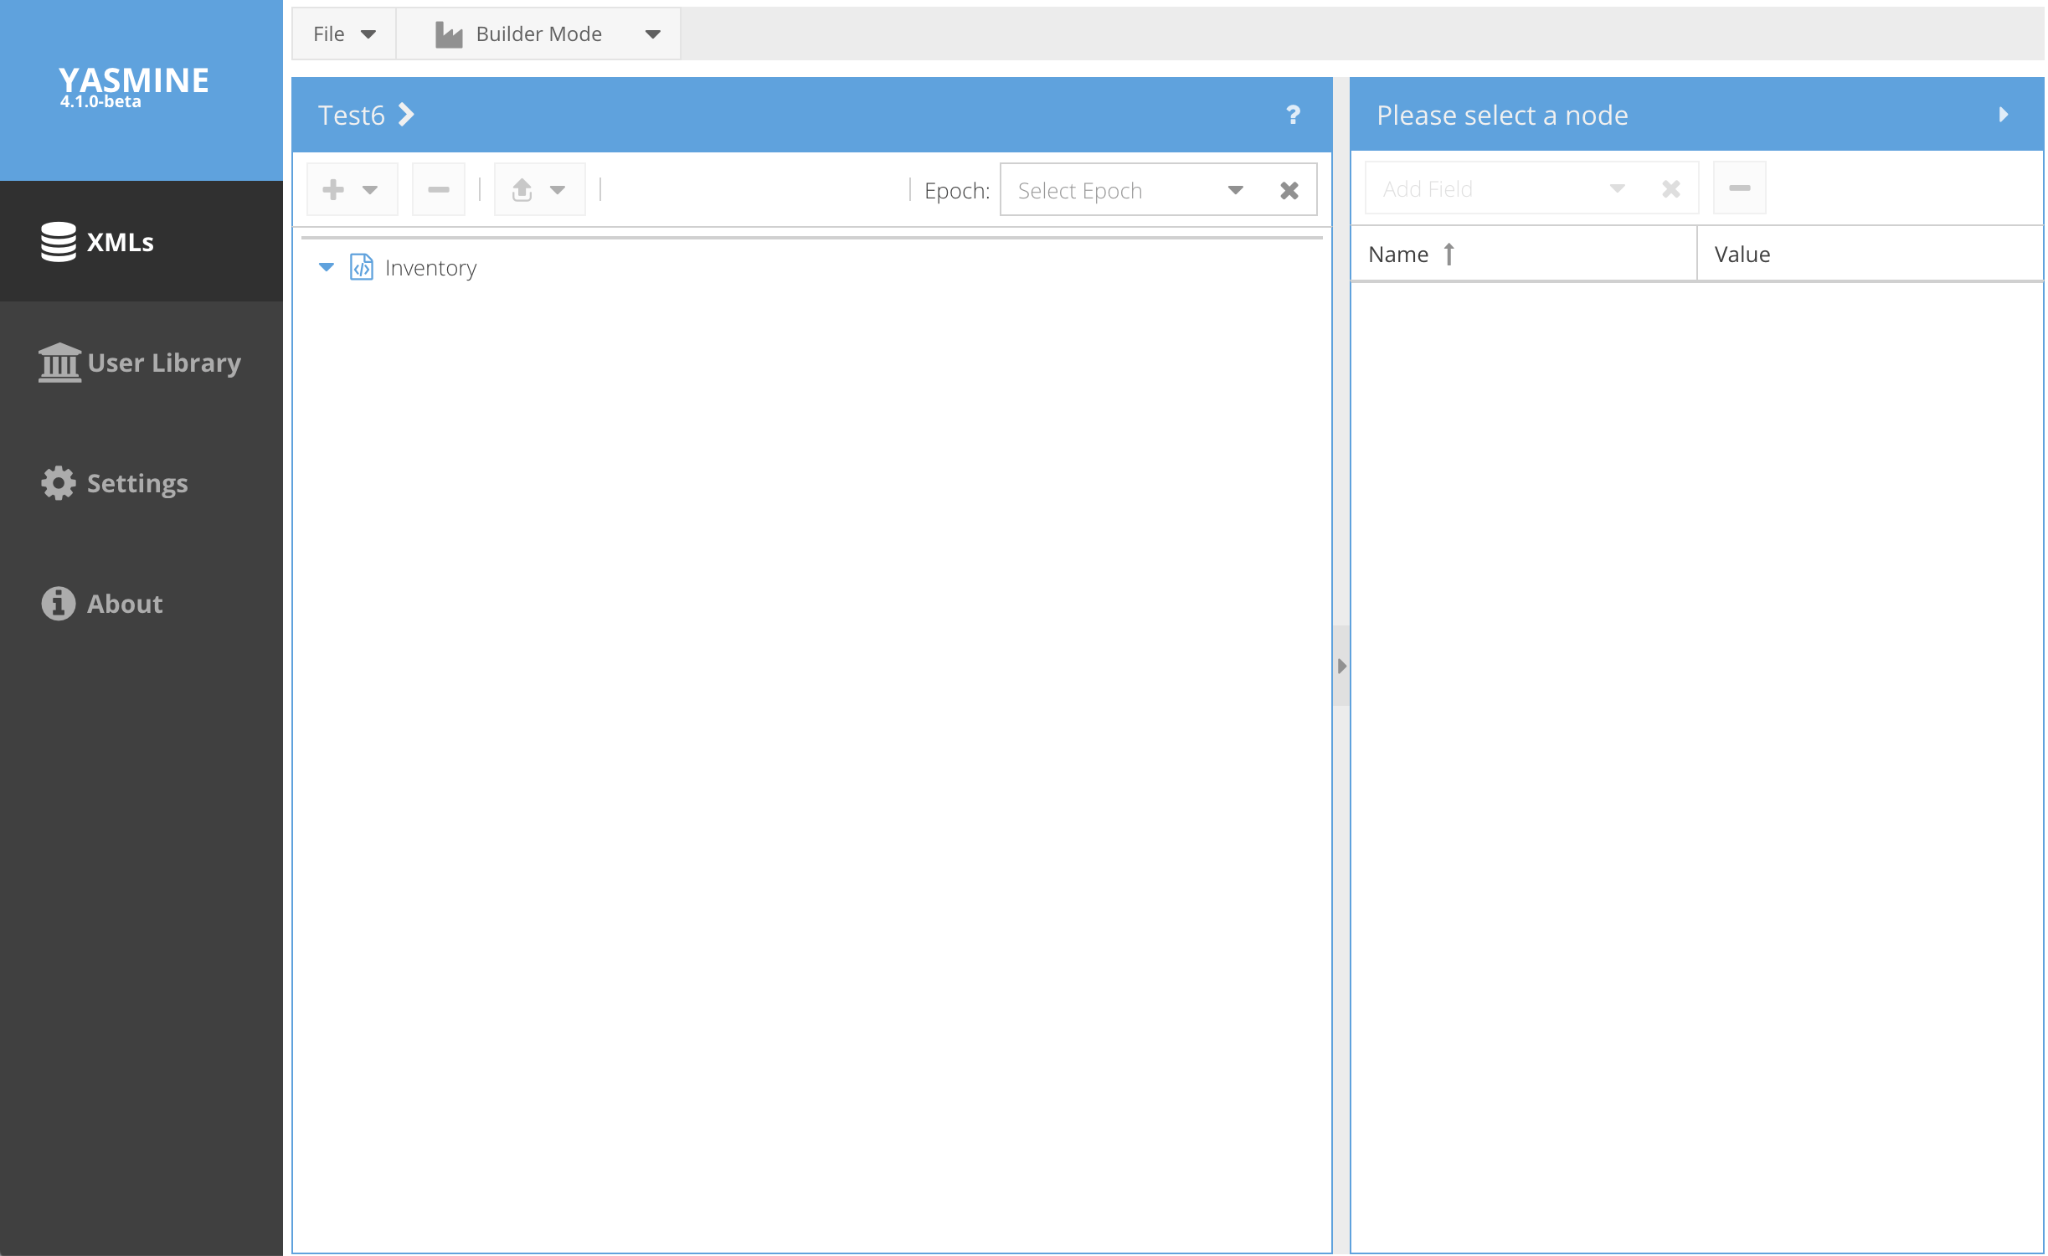 File
Builder Mode
YASMINE
4.1.0-beta
Test6
?
Please select a node
Epoch:
Select Epoch
Add Field
XMLs
Inventory
Name
Value
User Library
Settings
About